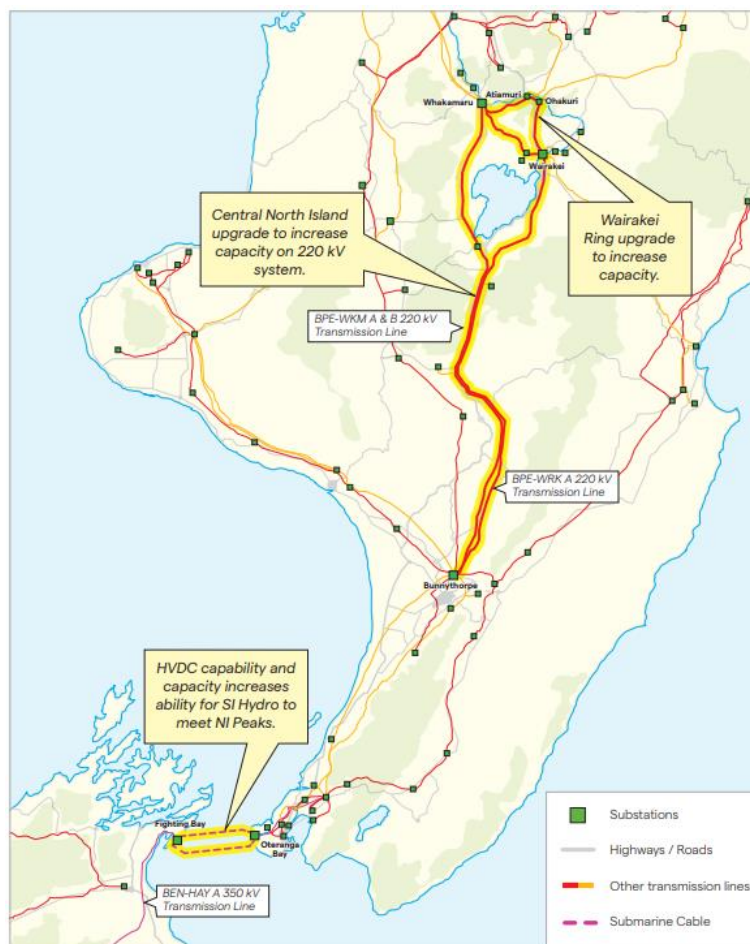 Atiamuri
Whakamaru
Ohakuri
Wairakei
Central North Island
upgrade to increase
capacity on 220 kV
system.
Wairakei
Ring upgrade
to increase
capacity.
BPE-WKM A & B 220 kV
Transmission Line
BPE-WRK A 220 kV
Transmission Line
Bunnythorpe
HVDC capability and
capacity increases
ability for SI Hydro to
meet NI Peaks.
Fighting Bay
Oteranga
Bay
BEN-HAY A 350 kV
Transmission Line
Substations
Highways / Roads
Other transmission lines
Submarine Cable